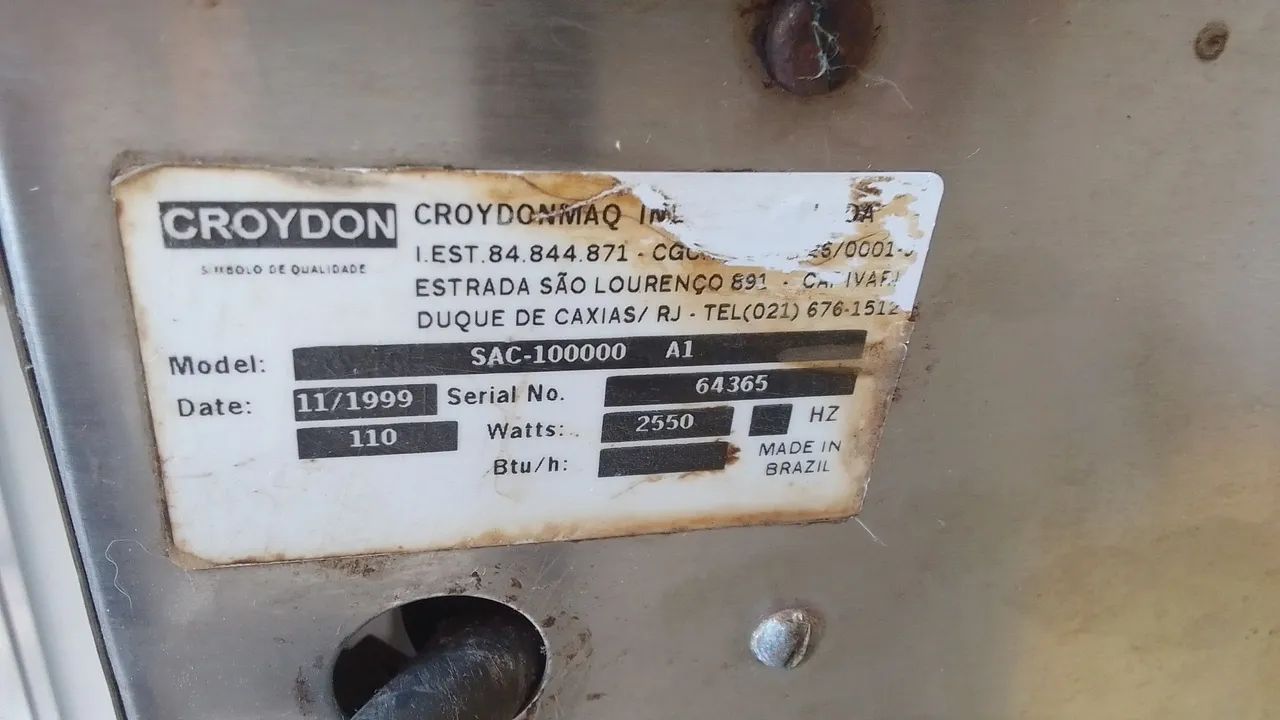 CROYDON
SÍMBOLO DE QUALIDADE
CROYDONMAQ
I.EST.84.844.871 -
ESTRADA SÃO LOURENÇO 891 -
DUQUE DE CAXIAS/ RJ - TEL(021) 676-1512
Model: SAC-100000 A1
Date: 11/1999 Serial No. 64365
110 Watts: 2550 HZ
Btu/h: MADE IN
BRAZIL